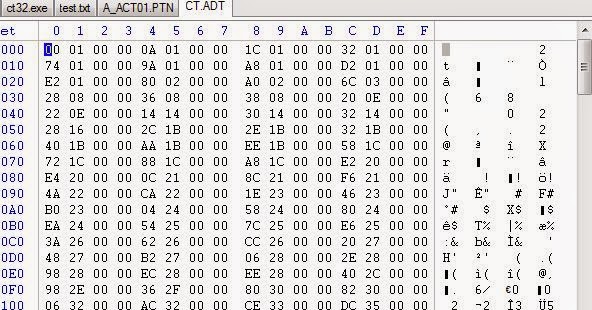 ct32.exe test.txt A_ACT01.PTN CT.ADT
et 0 1 2 3 4 5 6 7 8 9 A B C D E F
000 00 01 00 00 0A 01 00 00 1C 01 00 00 32 01 00 00 2
010 74 01 00 00 9A 01 00 00 A8 01 00 00 D2 01 00 00 t ¨ Ò
020 E2 01 00 00 80 02 00 00 A0 02 00 00 6C 03 00 00 â l
030 28 08 00 00 36 08 00 00 38 08 00 00 20 0E 00 00 ( 6 8
040 22 0E 00 00 14 14 00 00 30 14 00 00 32 14 00 00 " 0 2
050 28 16 00 00 2C 1B 00 00 2E 1B 00 00 32 1B 00 00 ( , . 2
060 40 1B 00 00 AA 1B 00 00 EE 1B 00 00 58 1C 00 00 @ ª î X
070 72 1C 00 00 88 1C 00 00 A8 1C 00 00 E2 20 00 00 r ¨ â
080 E4 20 00 00 0C 21 00 00 8C 21 00 00 F6 21 00 00 ä ! ! ö!
090 4A 22 00 00 CA 22 00 00 1E 23 00 00 46 23 00 00 J" Ê" # F#
0A0 B0 23 00 00 04 24 00 00 58 24 00 00 80 24 00 00 °# $ X$ $
0B0 EA 24 00 00 54 25 00 00 7C 25 00 00 E6 25 00 00 ê$ T% |% æ%
0C0 3A 26 00 00 62 26 00 00 CC 26 00 00 20 27 00 00 :& b& Ì& '
0D0 48 27 00 00 B2 27 00 00 06 28 00 00 2E 28 00 00 H' ²' ( .(
0E0 98 28 00 00 EC 28 00 00 EE 28 00 00 40 2C 00 00 ( ì( î( @,
0F0 98 2E 00 00 36 2F 00 00 80 30 00 00 82 30 00 00 . 6/ €0 0
100 06 32 00 00 AC 32 00 00 CE 33 00 00 DC 35 00 00 2 ¬2 Î3 Ü5